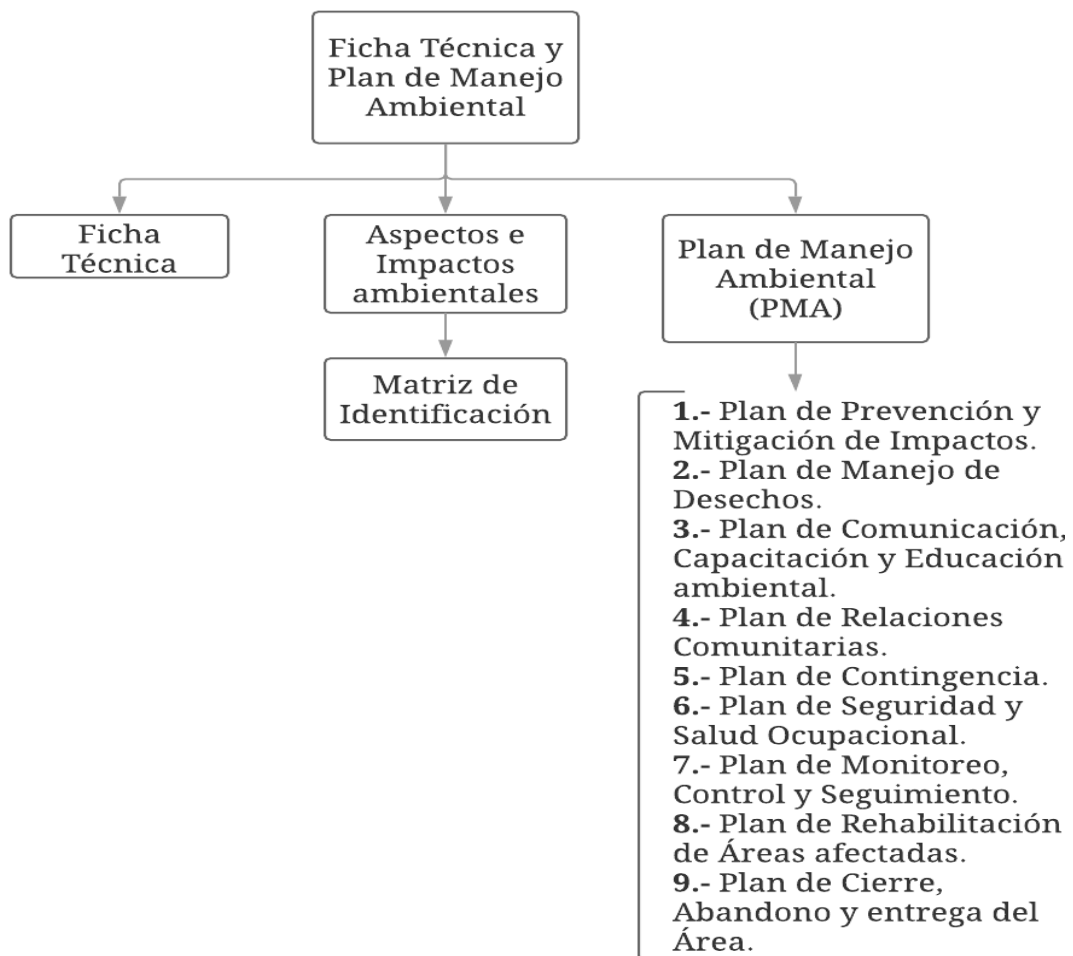 Ficha Técnica y
Plan de Manejo
Ambiental
Ficha
Técnica
Aspectos e
Impactos
ambientales
Plan de Manejo
Ambiental
(PMA)
Matriz de
Identificación
1.- Plan de Prevención y
Mitigación de Impactos.
2.- Plan de Manejo de
Desechos.
3.- Plan de Comunicación,
Capacitación y Educación
ambiental.
4.- Plan de Relaciones
Comunitarias.
5.- Plan de Contingencia.
6.- Plan de Seguridad y
Salud Ocupacional.
7.- Plan de Monitoreo,
Control y Seguimiento.
8.- Plan de Rehabilitación
de Áreas afectadas.
9.- Plan de Cierre,
Abandono y entrega del
Área.